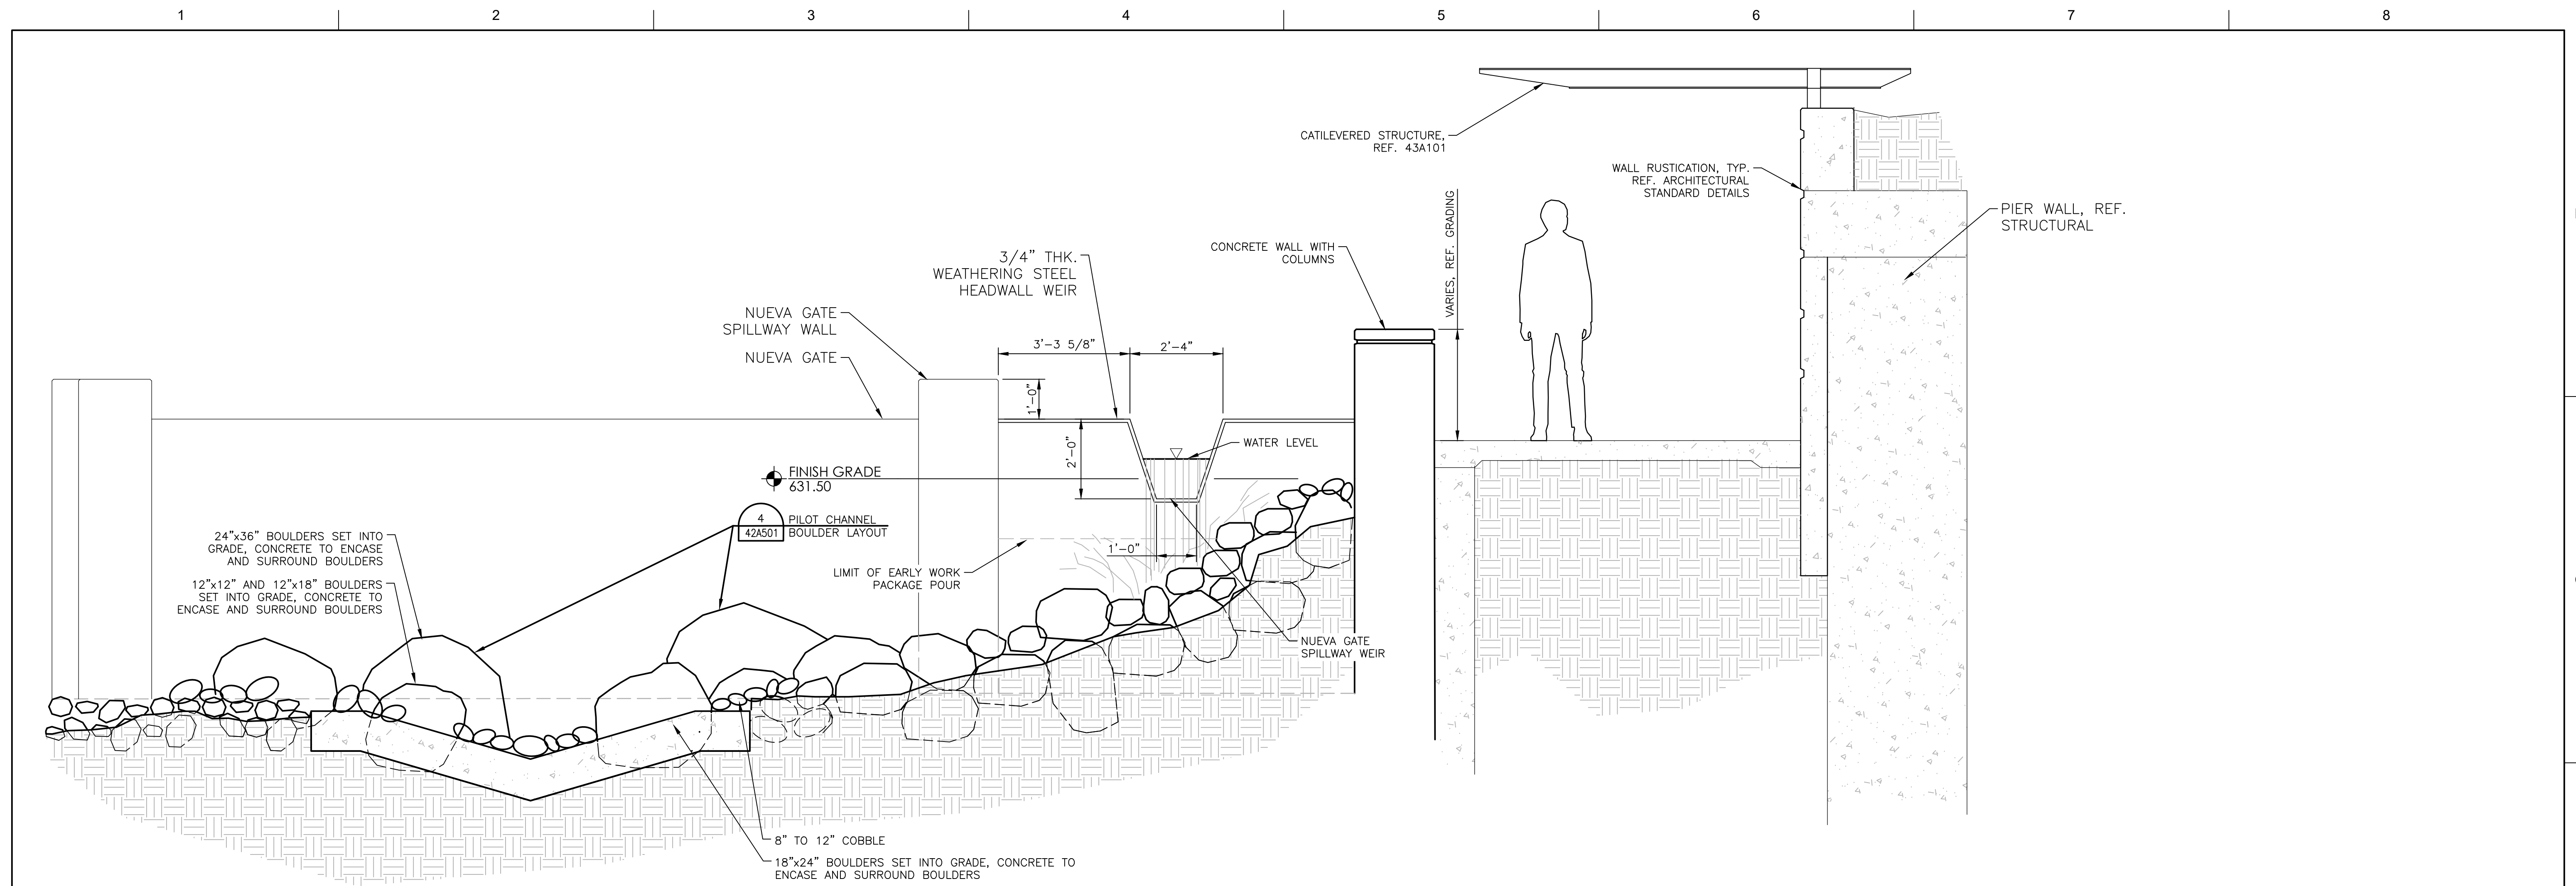 1
2
3
4
5
6
7
8
CATILEVERED STRUCTURE,
REF. 43A101
WALL RUSTICATION, TYP.
REF. ARCHITECTURAL
STANDARD DETAILS
PIER WALL, REF.
STRUCTURAL
VARIES, REF. GRADING
CONCRETE WALL WITH
COLUMNS
3/4" THK.
WEATHERING STEEL
HEADWALL WEIR
NUEVA GATE
SPILLWAY WALL
NUEVA GATE
3'-3 5/8"
2'-4"
1'-0"
2'-0"
WATER LEVEL
FINISH GRADE
631.50
4
42A501
PILOT CHANNEL
BOULDER LAYOUT
1'-0"
LIMIT OF EARLY WORK
PACKAGE POUR
24"x36" BOULDERS SET INTO
GRADE, CONCRETE TO ENCASE
AND SURROUND BOULDERS
12"x12" AND 12"x18" BOULDERS
SET INTO GRADE, CONCRETE TO
ENCASE AND SURROUND BOULDERS
NUEVA GATE
SPILLWAY WEIR
8" TO 12" COBBLE
18"x24" BOULDERS SET INTO GRADE, CONCRETE TO
ENCASE AND SURROUND BOULDERS